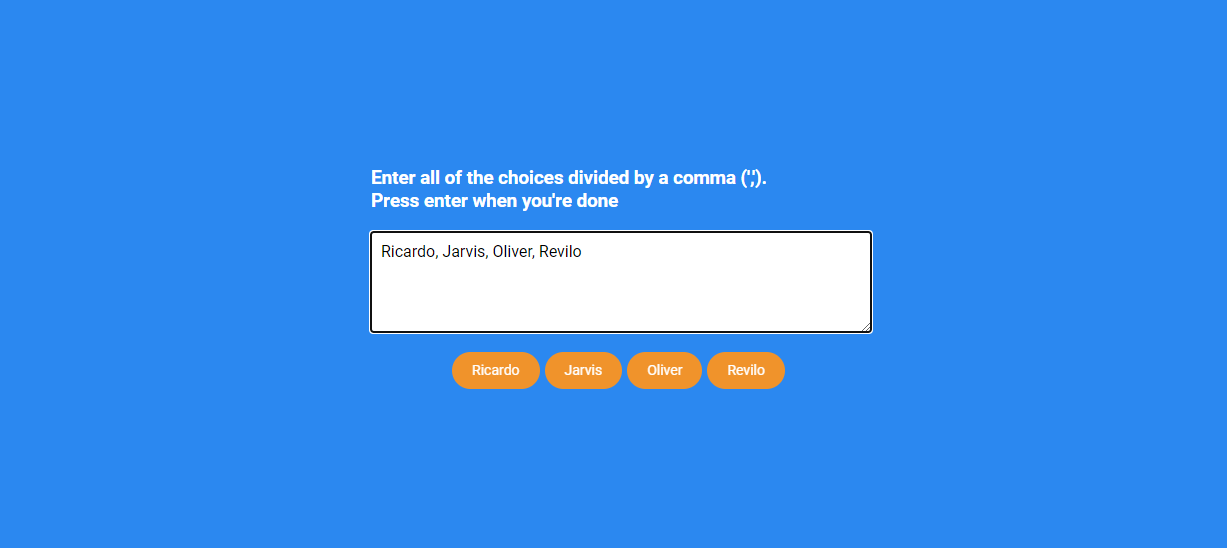 Enter all of the choices divided by a comma (',').
Press enter when you're done
Ricardo, Jarvis, Oliver, Revilo
Ricardo Jarvis Oliver Revilo